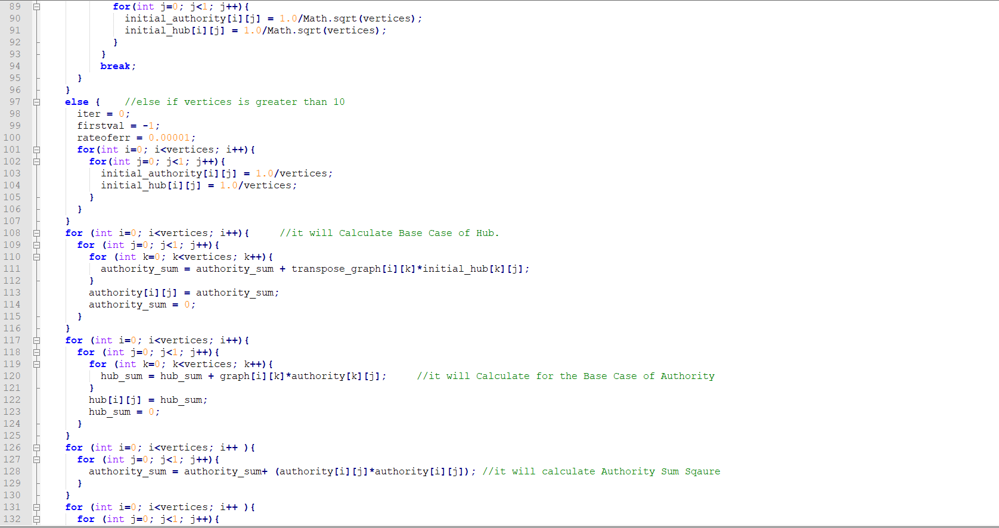 89 for(int j=0; j<1; j++){
90 initial_authority[i][j] = 1.0/Math.sqrt(vertices);
91 initial_hub[i][j] = 1.0/Math.sqrt(vertices);
92 }
93 }
94 break;
95 }
96 }
97 else { //else if vertices is greater than 10
98 iter = 0;
99 firstval = -1;
100 rateoferr = 0.00001;
101 for(int i=0; i<vertices; i++){
102 for(int j=0; j<1; j++){
103 initial_authority[i][j] = 1.0/vertices;
104 initial_hub[i][j] = 1.0/vertices;
105 }
106 }
107 }
108 for (int i=0; i<vertices; i++){ //it will Calculate Base Case of Hub.
109 for (int j=0; j<1; j++){
110 for (int k=0; k<vertices; k++){
111 authority_sum = authority_sum + transpose_graph[i][k]*initial_hub[k][j];
112 }
113 authority[i][j] = authority_sum;
114 authority_sum = 0;
115 }
116 }
117 for (int i=0; i<vertices; i++){
118 for (int j=0; j<1; j++){
119 for (int k=0; k<vertices; k++){
120 hub_sum = hub_sum + graph[i][k]*authority[k][j]; //it will Calculate for the Base Case of Authority
121 }
122 hub[i][j] = hub_sum;
123 hub_sum = 0;
124 }
125 }
126 for (int i=0; i<vertices; i++ ){
127 for (int j=0; j<1; j++){
128 authority_sum = authority_sum+ (authority[i][j]*authority[i][j]); //it will calculate Authority Sum Sqaure
129 }
130 }
131 for (int i=0; i<vertices; i++ ){
132 for (int j=0; j<1; j++){